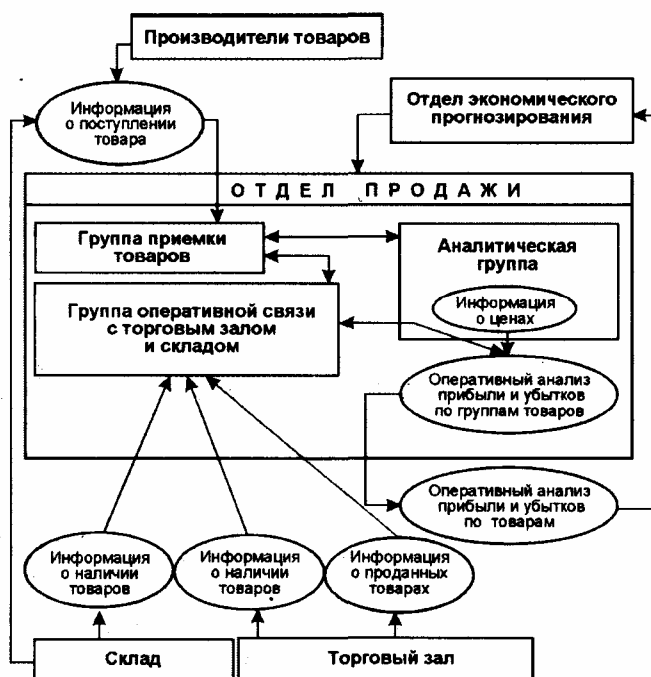 Производители товаров
Информация
о поступлении
товара
Отдел экономического
прогнозирования
ОТДЕЛ ПРОДАЖИ
Группа приемки
товаров
Аналитическая
группа
Информация
о ценах
Группа оперативной связи
с торговым залом
и складом
Оперативный анализ
прибыли и убытков
по группам товаров
Оперативный анализ
прибыли и убытков
по товарам
Информация
о наличии
товаров
Информация
о наличии
товаров
Информация
о проданных
товарах
Склад
Торговый зал